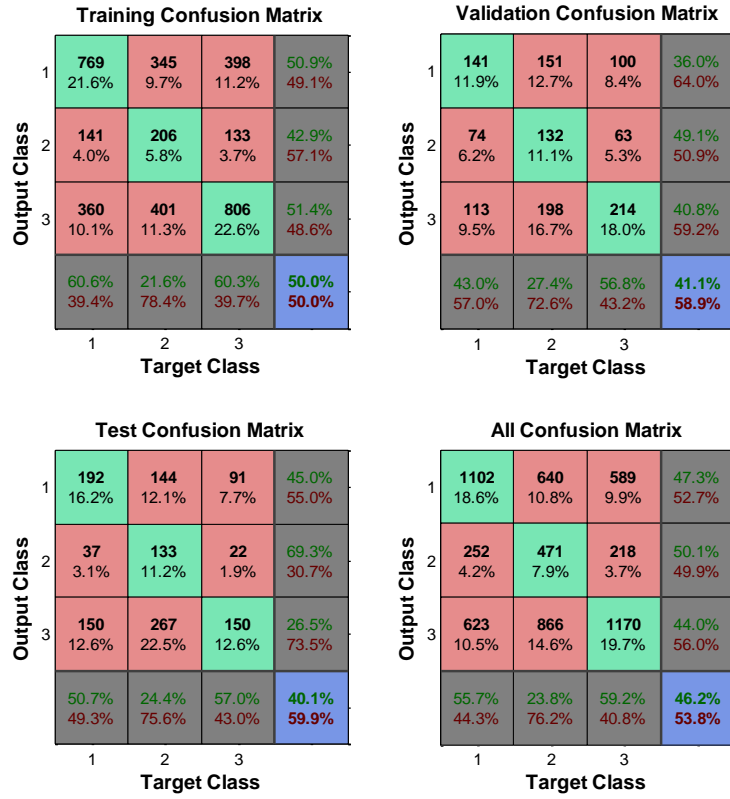 Training Confusion Matrix
769 345 398 50.9%
1
21.6% 9.7% 11.2% 49.1%
141 206 133 42.9%
2
4.0% 5.8% 3.7% 57.1%
360 401 806 51.4%
3
10.1% 11.3% 22.6% 48.6%
60.6% 21.6% 60.3% 50.0%
39.4% 78.4% 39.7% 50.0%
1 2 3
Target Class
Output Class
Validation Confusion Matrix
141 151 100 36.0%
1
11.9% 12.7% 8.4% 64.0%
74 132 63 49.1%
2
6.2% 11.1% 5.3% 50.9%
113 198 214 40.8%
3
9.5% 16.7% 18.0% 59.2%
43.0% 27.4% 56.8% 41.1%
57.0% 72.6% 43.2% 58.9%
1 2 3
Target Class
Output Class
Test Confusion Matrix
192 144 91 45.0%
1
16.2% 12.1% 7.7% 55.0%
37 133 22 69.3%
2
3.1% 11.2% 1.9% 30.7%
150 267 150 26.5%
3
12.6% 22.5% 12.6% 73.5%
50.7% 24.4% 57.0% 40.1%
49.3% 75.6% 43.0% 59.9%
1 2 3
Target Class
Output Class
All Confusion Matrix
1102 640 589 47.3%
1
18.6% 10.8% 9.9% 52.7%
252 471 218 50.1%
2
4.2% 7.9% 3.7% 49.9%
623 866 1170 44.0%
3
10.5% 14.6% 19.7% 56.0%
55.7% 23.8% 59.2% 46.2%
44.3% 76.2% 40.8% 53.8%
1 2 3
Target Class
Output Class